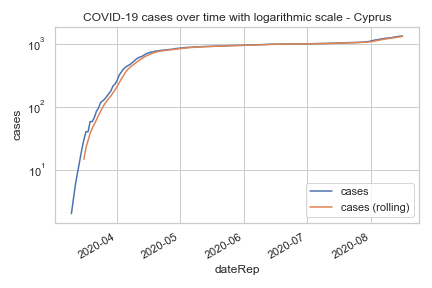 COVID-19 cases over time with logarithmic scale - Cyprus
10³
10²
10¹
cases
cases
cases (rolling)
2020-04
2020-05
2020-06
2020-07
2020-08
dateRep